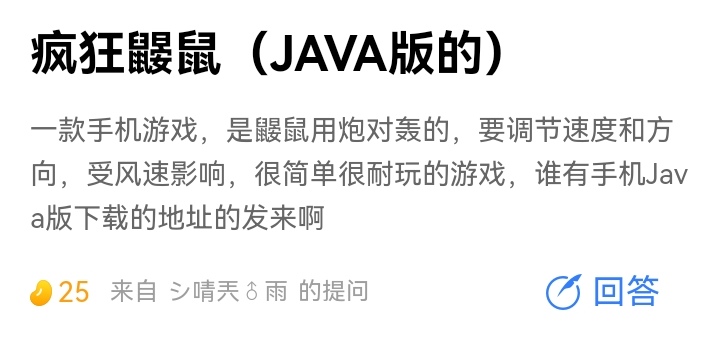 疯狂鼹鼠（JAVA版的）
一款手机游戏，是鼹鼠用炮对轰的，要调节速度和方
向，受风速影响，很简单很耐玩的游戏，谁有手机Jav
a版下载的地址的发来啊
25 来自 シ啨兲♂雨 的提问 回答